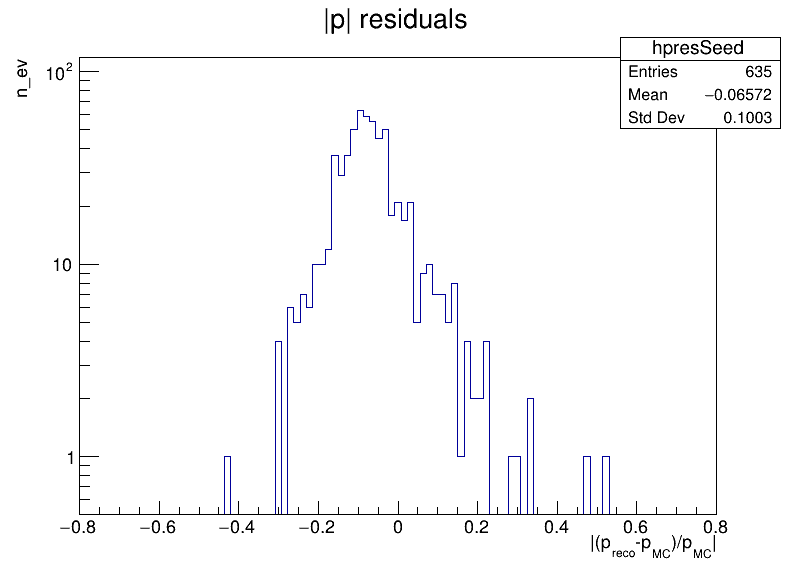 |p| residuals
hpresSeed
Entries 635
Mean −0.06572
Std Dev 0.1003
n_ev
10²
10
1
−0.8 −0.6 −0.4 −0.2 0 0.2 0.4 0.6 0.8
|(p_reco-p_MC)/p_MC|